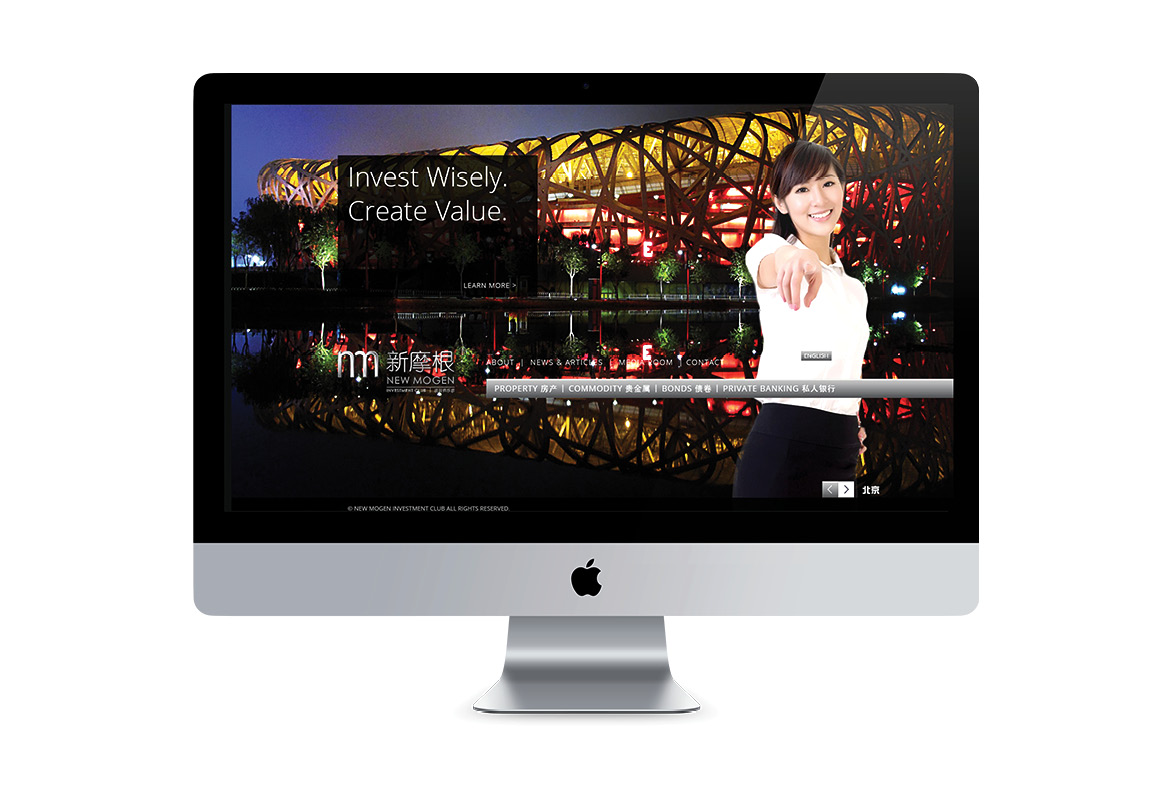 Invest Wisely.
Create Value.
LEARN MORE >
E
E
nm 新摩根
NEW MOGEN
INVESTMENT CLUB |
ABOUT | NEWS & ARTICLES | MEDIA ROOM | CONTACT
ENGLISH
PROPERTY 房产 | COMMODITY 贵金属 | BONDS 债卷 | PRIVATE BANKING 私人银行
< > 北京
© NEW MOGEN INVESTMENT CLUB ALL RIGHTS RESERVED.